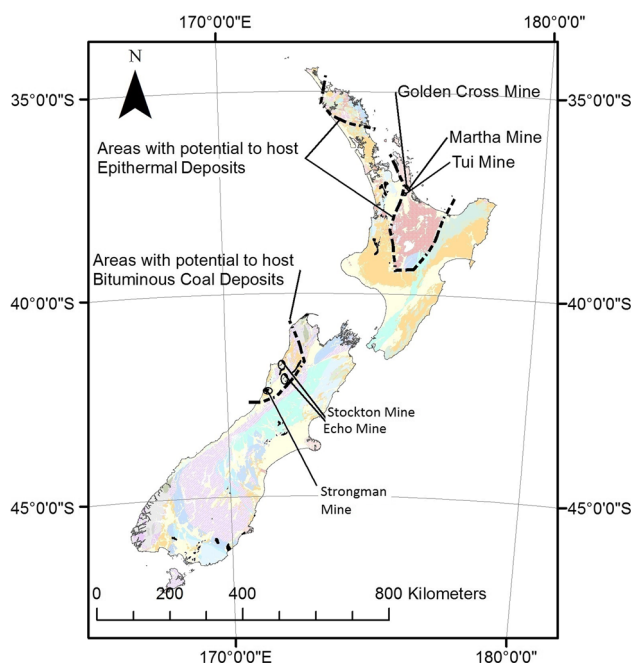 170°0'0"E 180°0'0"
N
35°0'0"S 35°0'0"S
Golden Cross Mine
Martha Mine
Tui Mine
Areas with potential to host
Epithermal Deposits
Areas with potential to host
Bituminous Coal Deposits
40°0'0"S 40°0'0"S
Stockton Mine
Echo Mine
Strongman
Mine
45°0'0"S 45°0'0"S
0 200 400 800 Kilometers
170°0'0"E 180°0'0"